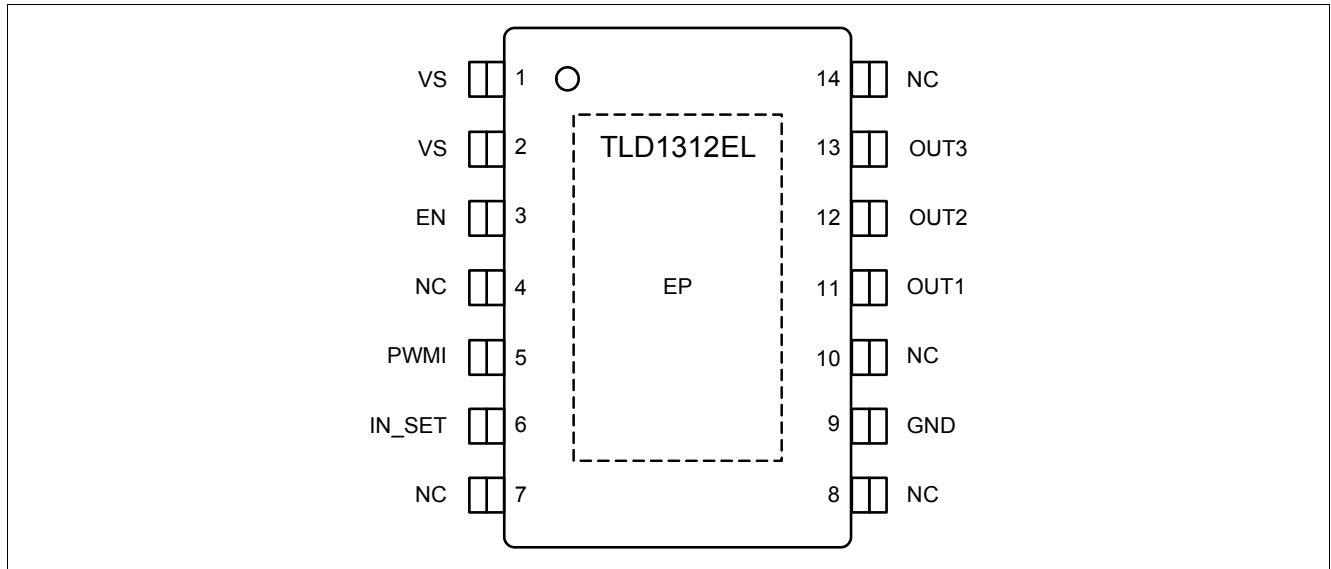 VS 1 14 NC
VS 2 TLD1312EL 13 OUT3
EN 3 12 OUT2
NC 4 EP 11 OUT1
PWMI 5 10 NC
IN_SET 6 9 GND
NC 7 8 NC